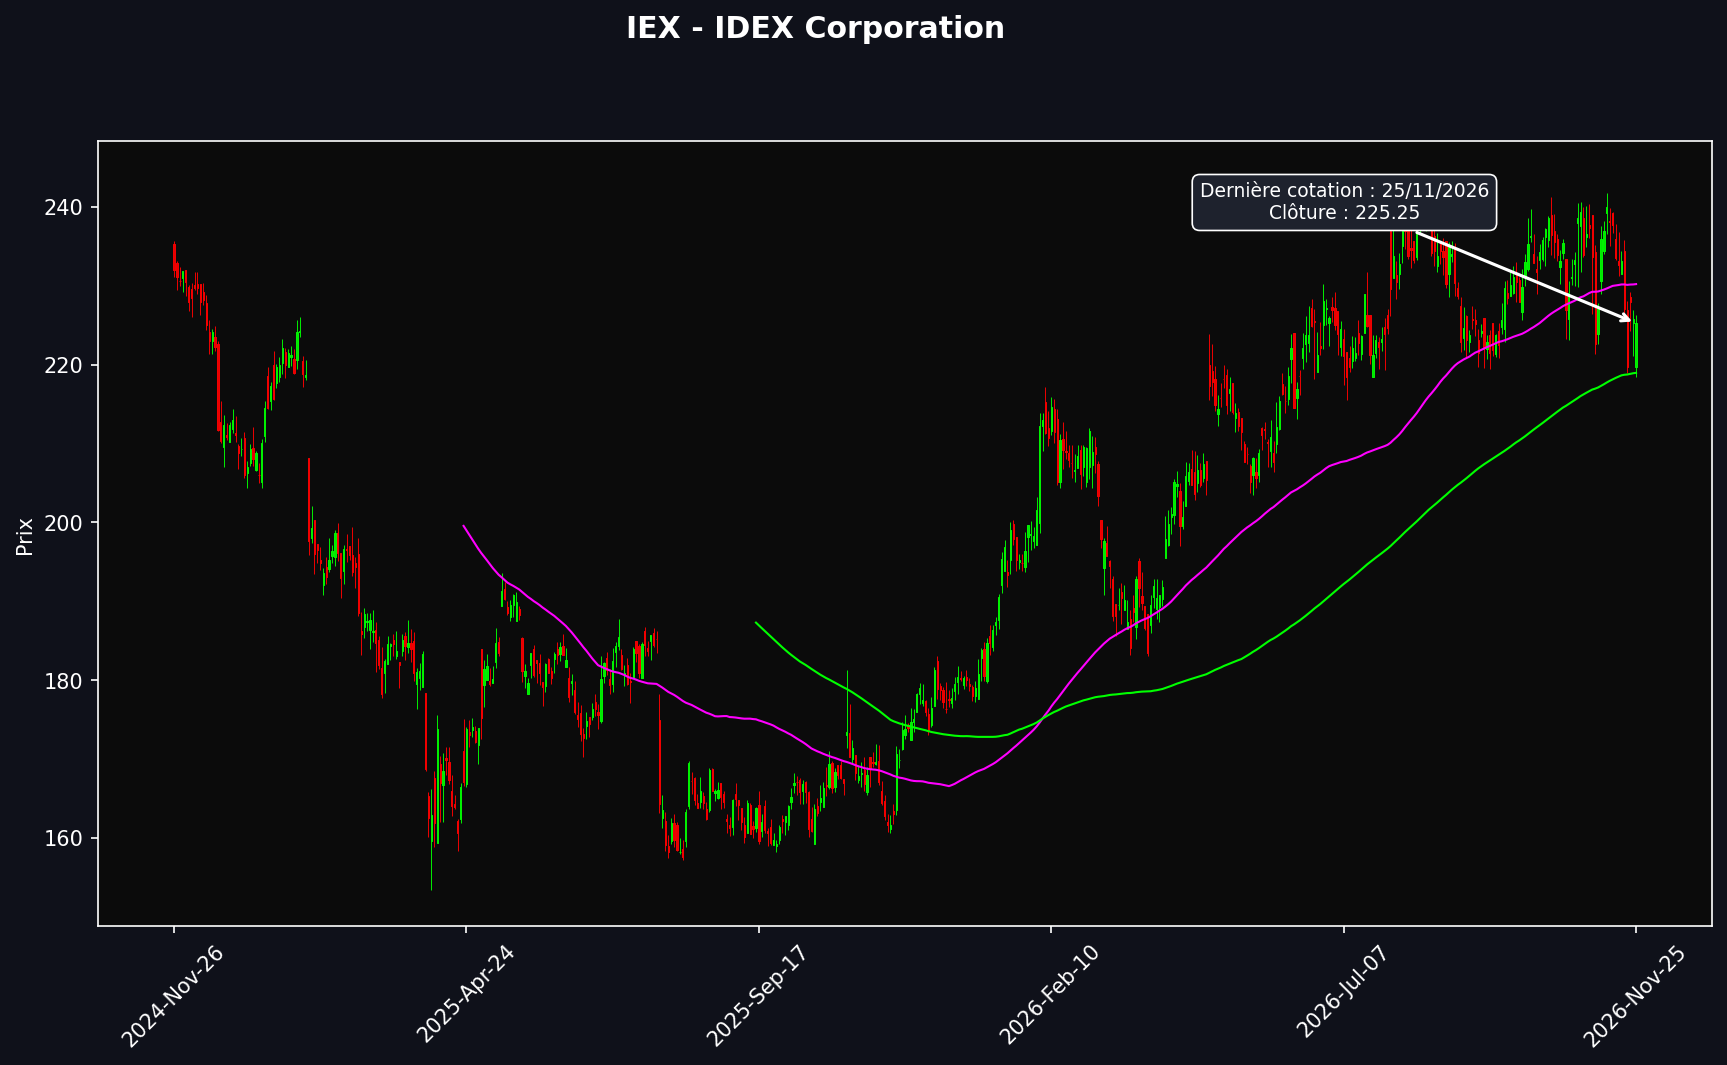 IEX - IDEX Corporation
Dernière cotation : 25/11/2026
Clôture : 225.25
Prix
240
220
200
180
160
2024-Nov-26
2025-Apr-24
2025-Sep-17
2026-Feb-10
2026-Jul-07
2026-Nov-25